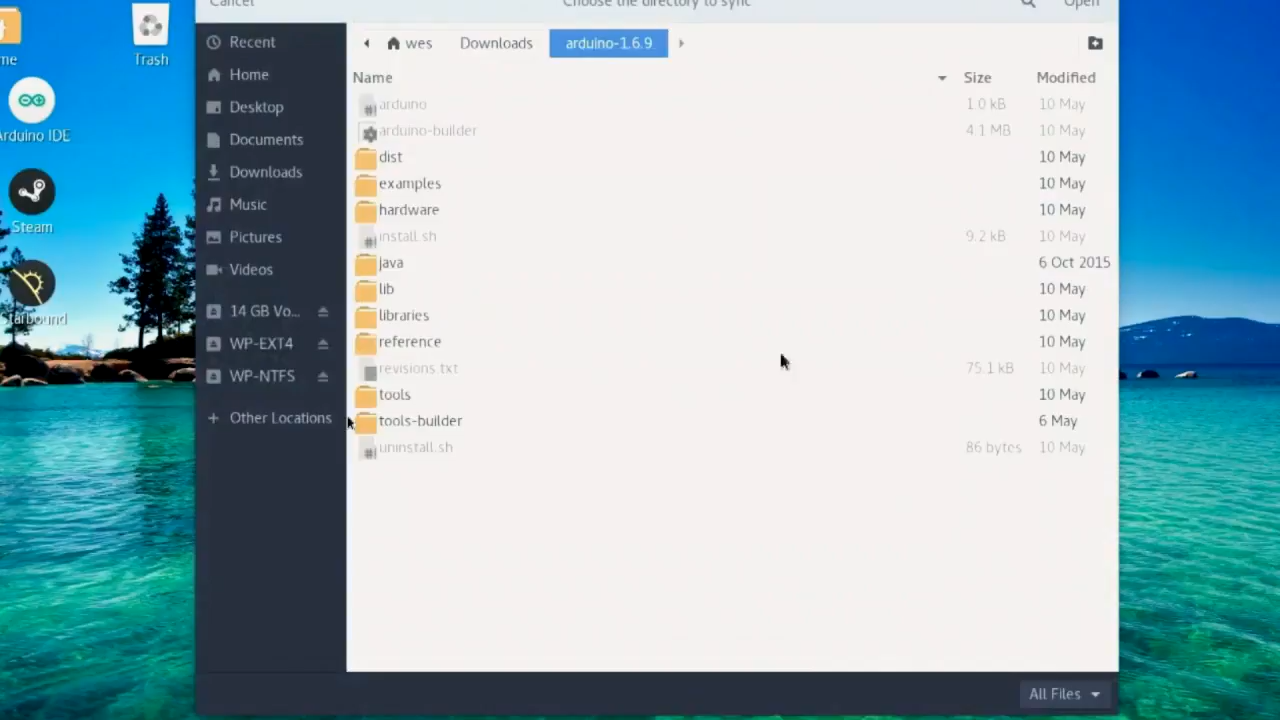 Cancel Choose the directory to sync Open
Trash
Arduino IDE
Steam
Recent
Home
Desktop
Documents
Downloads
Music
Pictures
Videos
14 GB Vo...
WP-EXT4
WP-NTFS
Other Locations
wes Downloads arduino-1.6.9
Name Size Modified
arduino 1.0 kB 10 May
arduino-builder 4.1 MB 10 May
dist 10 May
examples 10 May
hardware 10 May
install.sh 9.2 kB 10 May
java 6 Oct 2015
lib 10 May
libraries 10 May
reference 10 May
revisions.txt 75.1 kB 10 May
tools 10 May
tools-builder 6 May
uninstall.sh 86 bytes 10 May
All Files